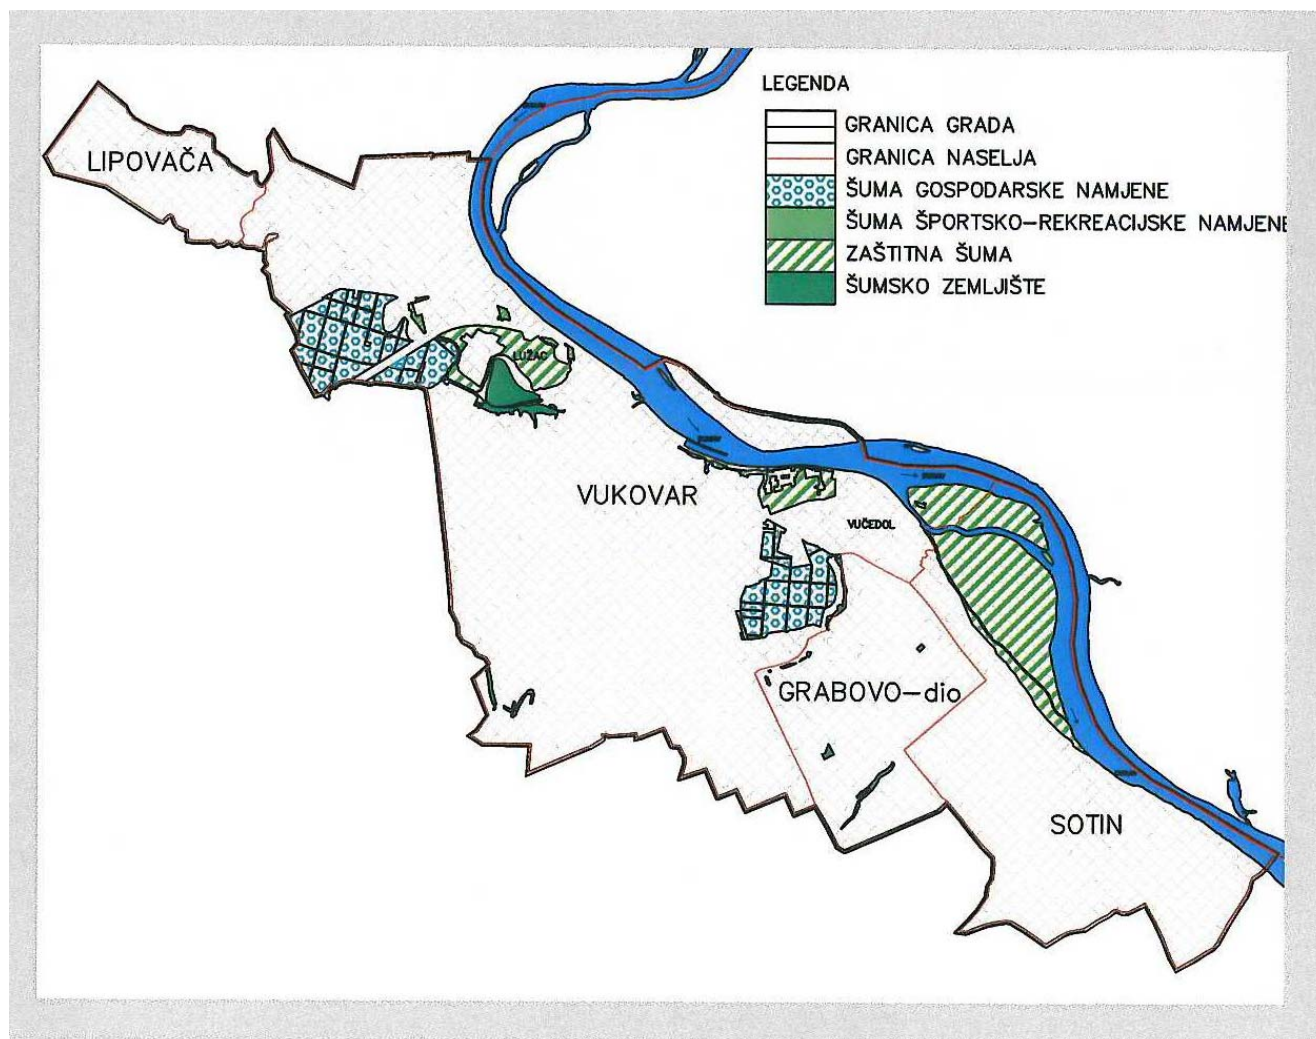 LEGENDA
GRANICA GRADA
GRANICA NASELJA
ŠUMA GOSPODARSKE NAMJENE
ŠUMA ŠPORTSKO-REKREACIJSKE NAMJENE
ZAŠTITNA ŠUMA
ŠUMSKO ZEMLJIŠTE
LIPOVAČA
LUŽAC
VUKOVAR
VUČEDOL
GRABOVO-dio
SOTIN